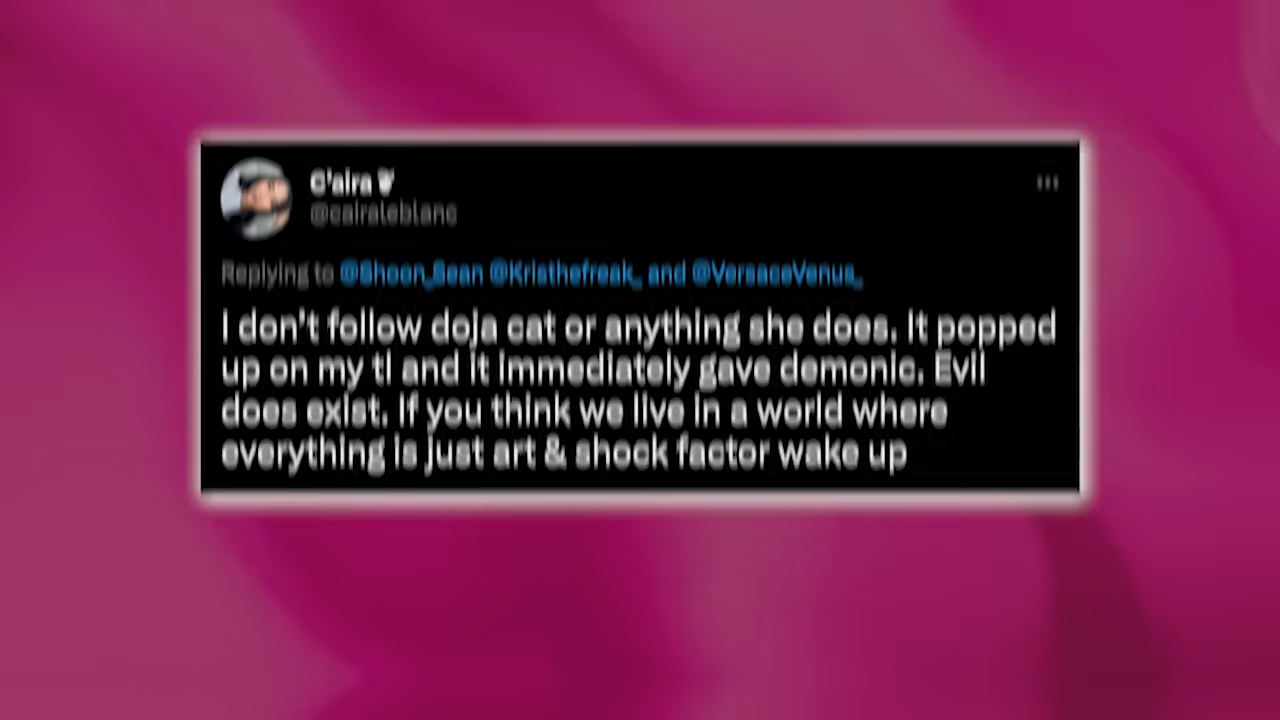 C'aira
@cairaleblanc
Replying to @Shoon_Sean @Kristhefreak_ and @VersaceVenus_
I don't follow doja cat or anything she does. It popped
up on my tl and it immediately gave demonic. Evil
does exist. If you think we live in a world where
everything is just art & shock factor wake up